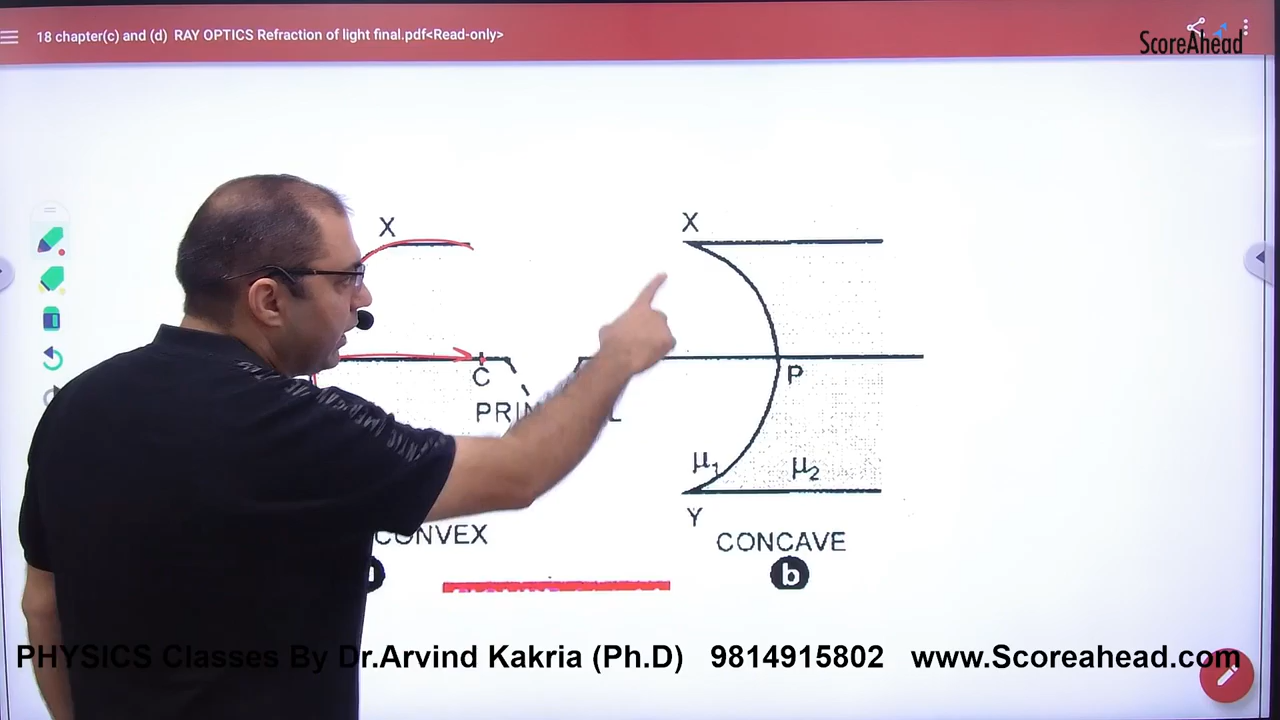 18 chapter(c) and (d) RAY OPTICS Refraction of light final.pdf<Read-only>
ScoreAhead
X
X
C
P
μ1
μ2
Y
CONVEX
CONCAVE
b
PHYSICS Classes By Dr.Arvind Kakria (Ph.D) 9814915802 www.Scoreahead.com